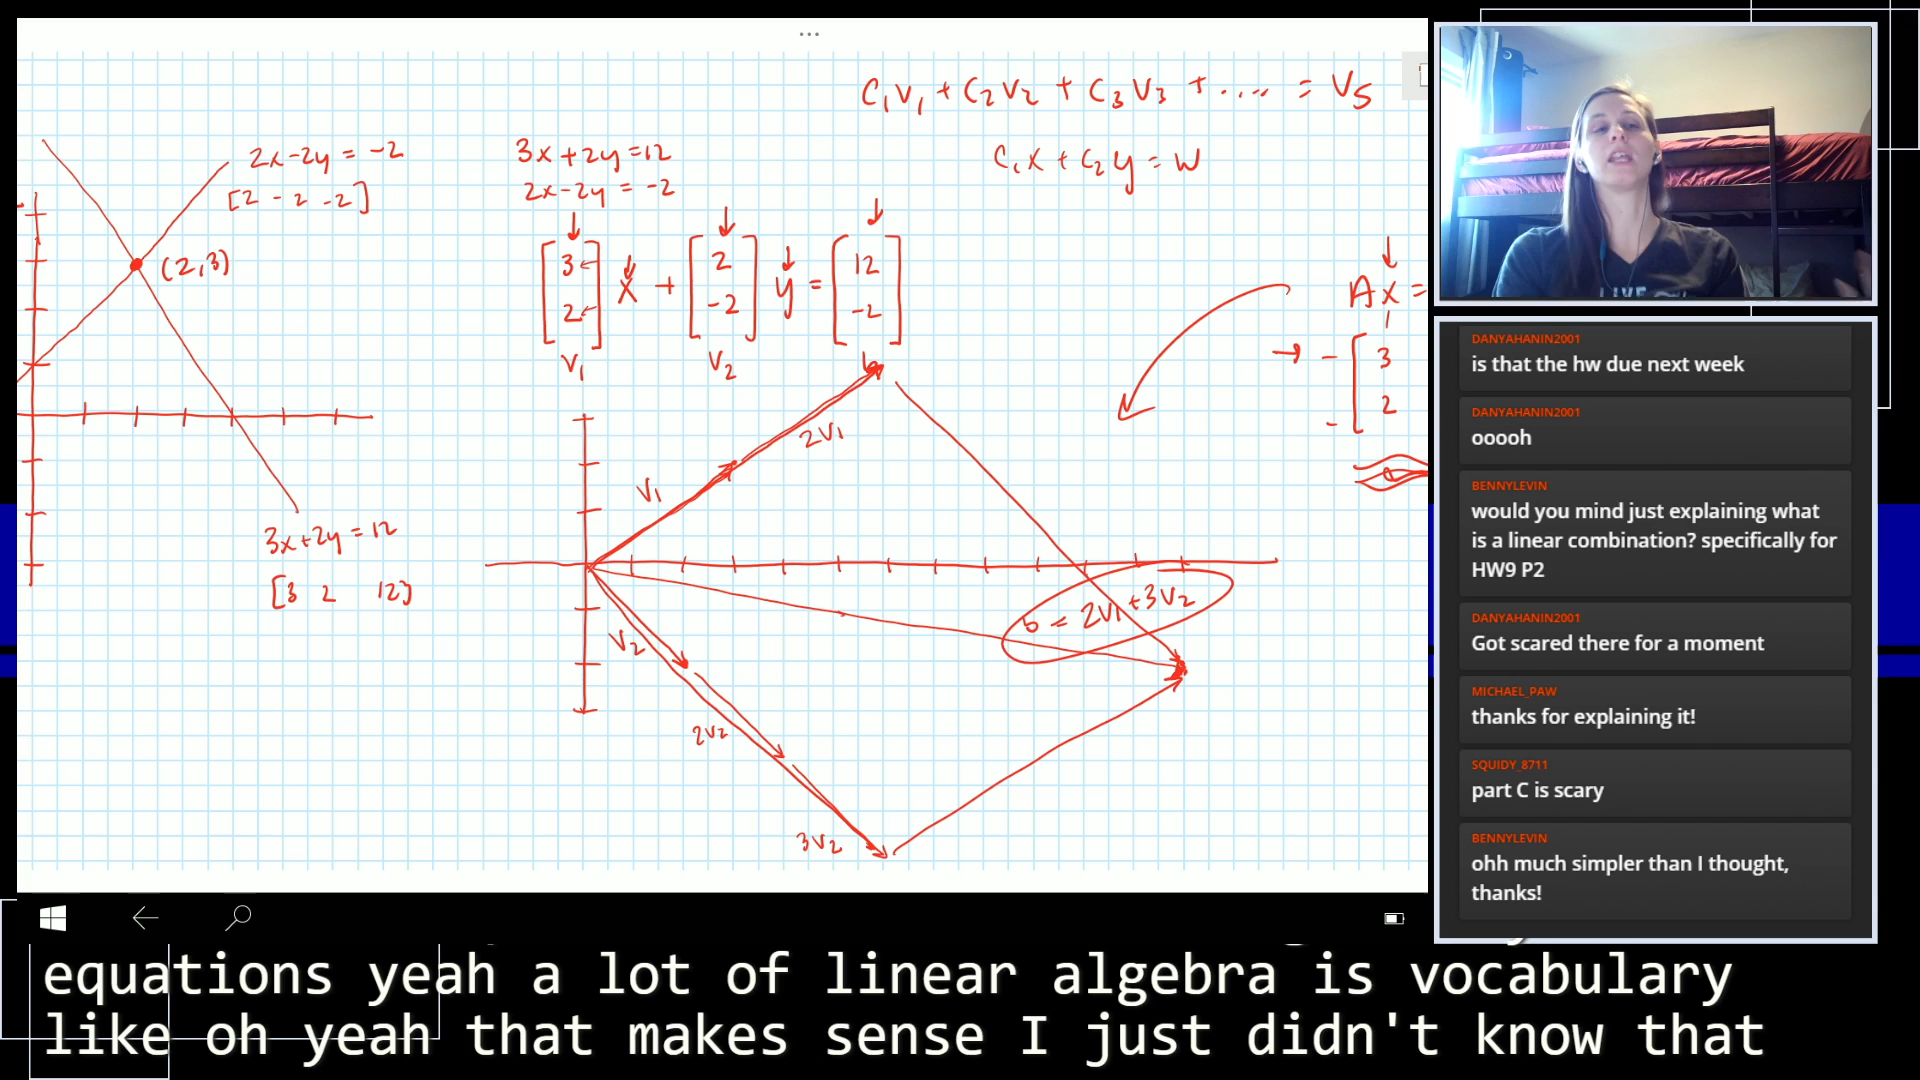 ...
C₁V₁ + C₂V₂ + C₃V₃ + .... = V₅
C₁X + C₂y = W
2x-2y = -2
[2 -2 -2]
(2,3)
3x+2y=12
[3 2 12]
3x+2y=12
2x-2y = -2
[3 2] x + [2 -2] y = [12 -2]
V₁ V₂ b
V₁
2V₁
V₂
2V₂
3V₂
b = 2V₁+3V₂
Ax =
[3
2
LIVE
DANYAHANIN2001
is that the hw due next week
DANYAHANIN2001
ooooh
BENNYLEVIN
would you mind just explaining what
is a linear combination? specifically for
HW9 P2
DANYAHANIN2001
Got scared there for a moment
MICHAEL_PAW
thanks for explaining it!
SQUIDY_8711
part C is scary
BENNYLEVIN
ohh much simpler than I thought,
thanks!
equations yeah a lot of linear algebra is vocabulary
like oh yeah that makes sense I just didn't know that